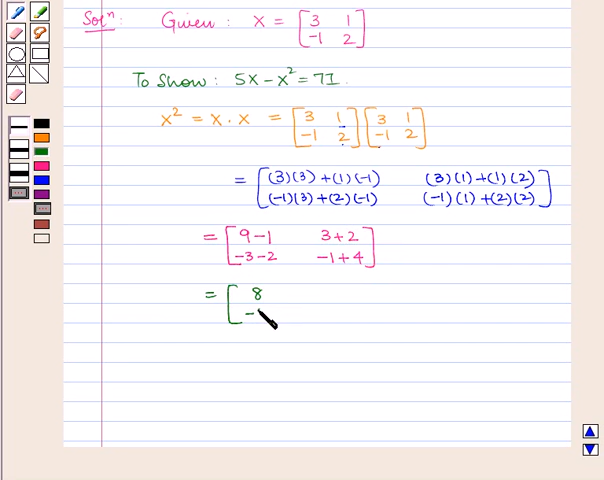 Solⁿ Given: X = [3 1; -1 2]
To Show: 5X - X² = 7I.
X² = X . X = [3 1; -1 2] [3 1; -1 2]
= [(3)(3)+(1)(-1) (3)(1)+(1)(2); (-1)(3)+(2)(-1) (-1)(1)+(2)(2)]
= [9-1 3+2; -3-2 -1+4]
= [8; -